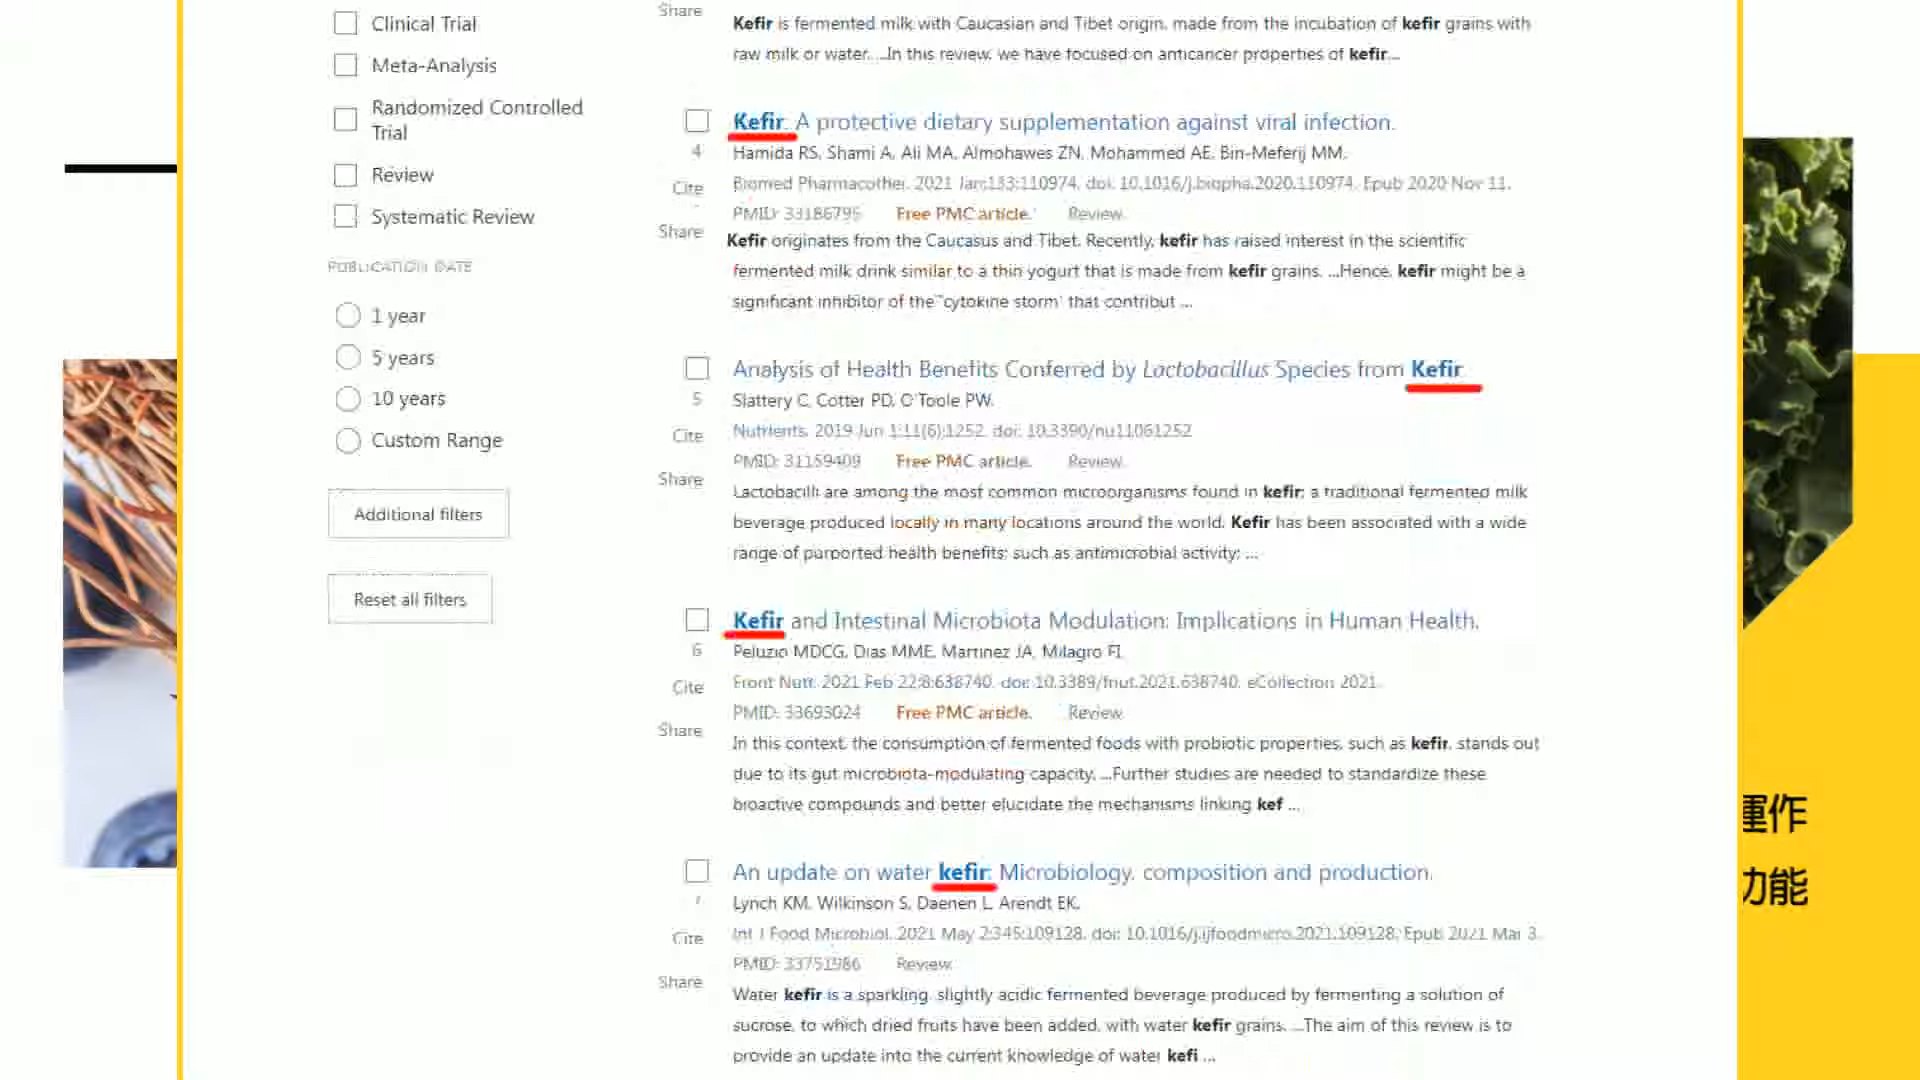 Clinical Trial
Meta-Analysis
Randomized Controlled
Trial
Review
Systematic Review
PUBLICATION DATE
1 year
5 years
10 years
Custom Range
Additional filters
Reset all filters
Share
Kefir is fermented milk with Caucasian and Tibet origin, made from the incubation of kefir grains with
raw milk or water. ...In this review, we have focused on anticancer properties of kefir...
Kefir: A protective dietary supplementation against viral infection.
4
Hamida RS, Shami A, Ali MA, Almohawes ZN, Mohammed AE, Bin-Meferij MM.
Cite
Biomed Pharmacother. 2021 Jan;133:110974. doi: 10.1016/j.biopha.2020.110974. Epub 2020 Nov 11.
PMID: 33186795 Free PMC article. Review.
Share
Kefir originates from the Caucasus and Tibet. Recently, kefir has raised interest in the scientific
fermented milk drink similar to a thin yogurt that is made from kefir grains. ...Hence, kefir might be a
significant inhibitor of the 'cytokine storm' that contribut ...
Analysis of Health Benefits Conferred by Lactobacillus Species from Kefir.
5
Slattery C, Cotter PD, O'Toole PW.
Cite
Nutrients. 2019 Jun 1;11(6):1252. doi: 10.3390/nu11061252.
PMID: 31159409 Free PMC article. Review.
Share
Lactobacilli are among the most common microorganisms found in kefir; a traditional fermented milk
beverage produced locally in many locations around the world. Kefir has been associated with a wide
range of purported health benefits; such as antimicrobial activity; ...
Kefir and Intestinal Microbiota Modulation: Implications in Human Health.
6
Peluzio MDCG, Dias MME, Martinez JA, Milagro FI.
Cite
Front Nutr. 2021 Feb 22;8:638740. doi: 10.3389/fnut.2021.638740. eCollection 2021.
PMID: 33693024 Free PMC article. Review.
Share
In this context, the consumption of fermented foods with probiotic properties, such as kefir, stands out
due to its gut microbiota-modulating capacity. ...Further studies are needed to standardize these
bioactive compounds and better elucidate the mechanisms linking kef ...
An update on water kefir: Microbiology, composition and production.
7
Lynch KM, Wilkinson S, Daenen L, Arendt EK.
Cite
Int J Food Microbiol. 2021 May 2;345:109128. doi: 10.1016/j.ijfoodmicro.2021.109128. Epub 2021 Mar 3.
PMID: 33751986 Review.
Share
Water kefir is a sparkling, slightly acidic fermented beverage produced by fermenting a solution of
sucrose, to which dried fruits have been added, with water kefir grains. ...The aim of this review is to
provide an update into the current knowledge of water kefi ...
運作
功能